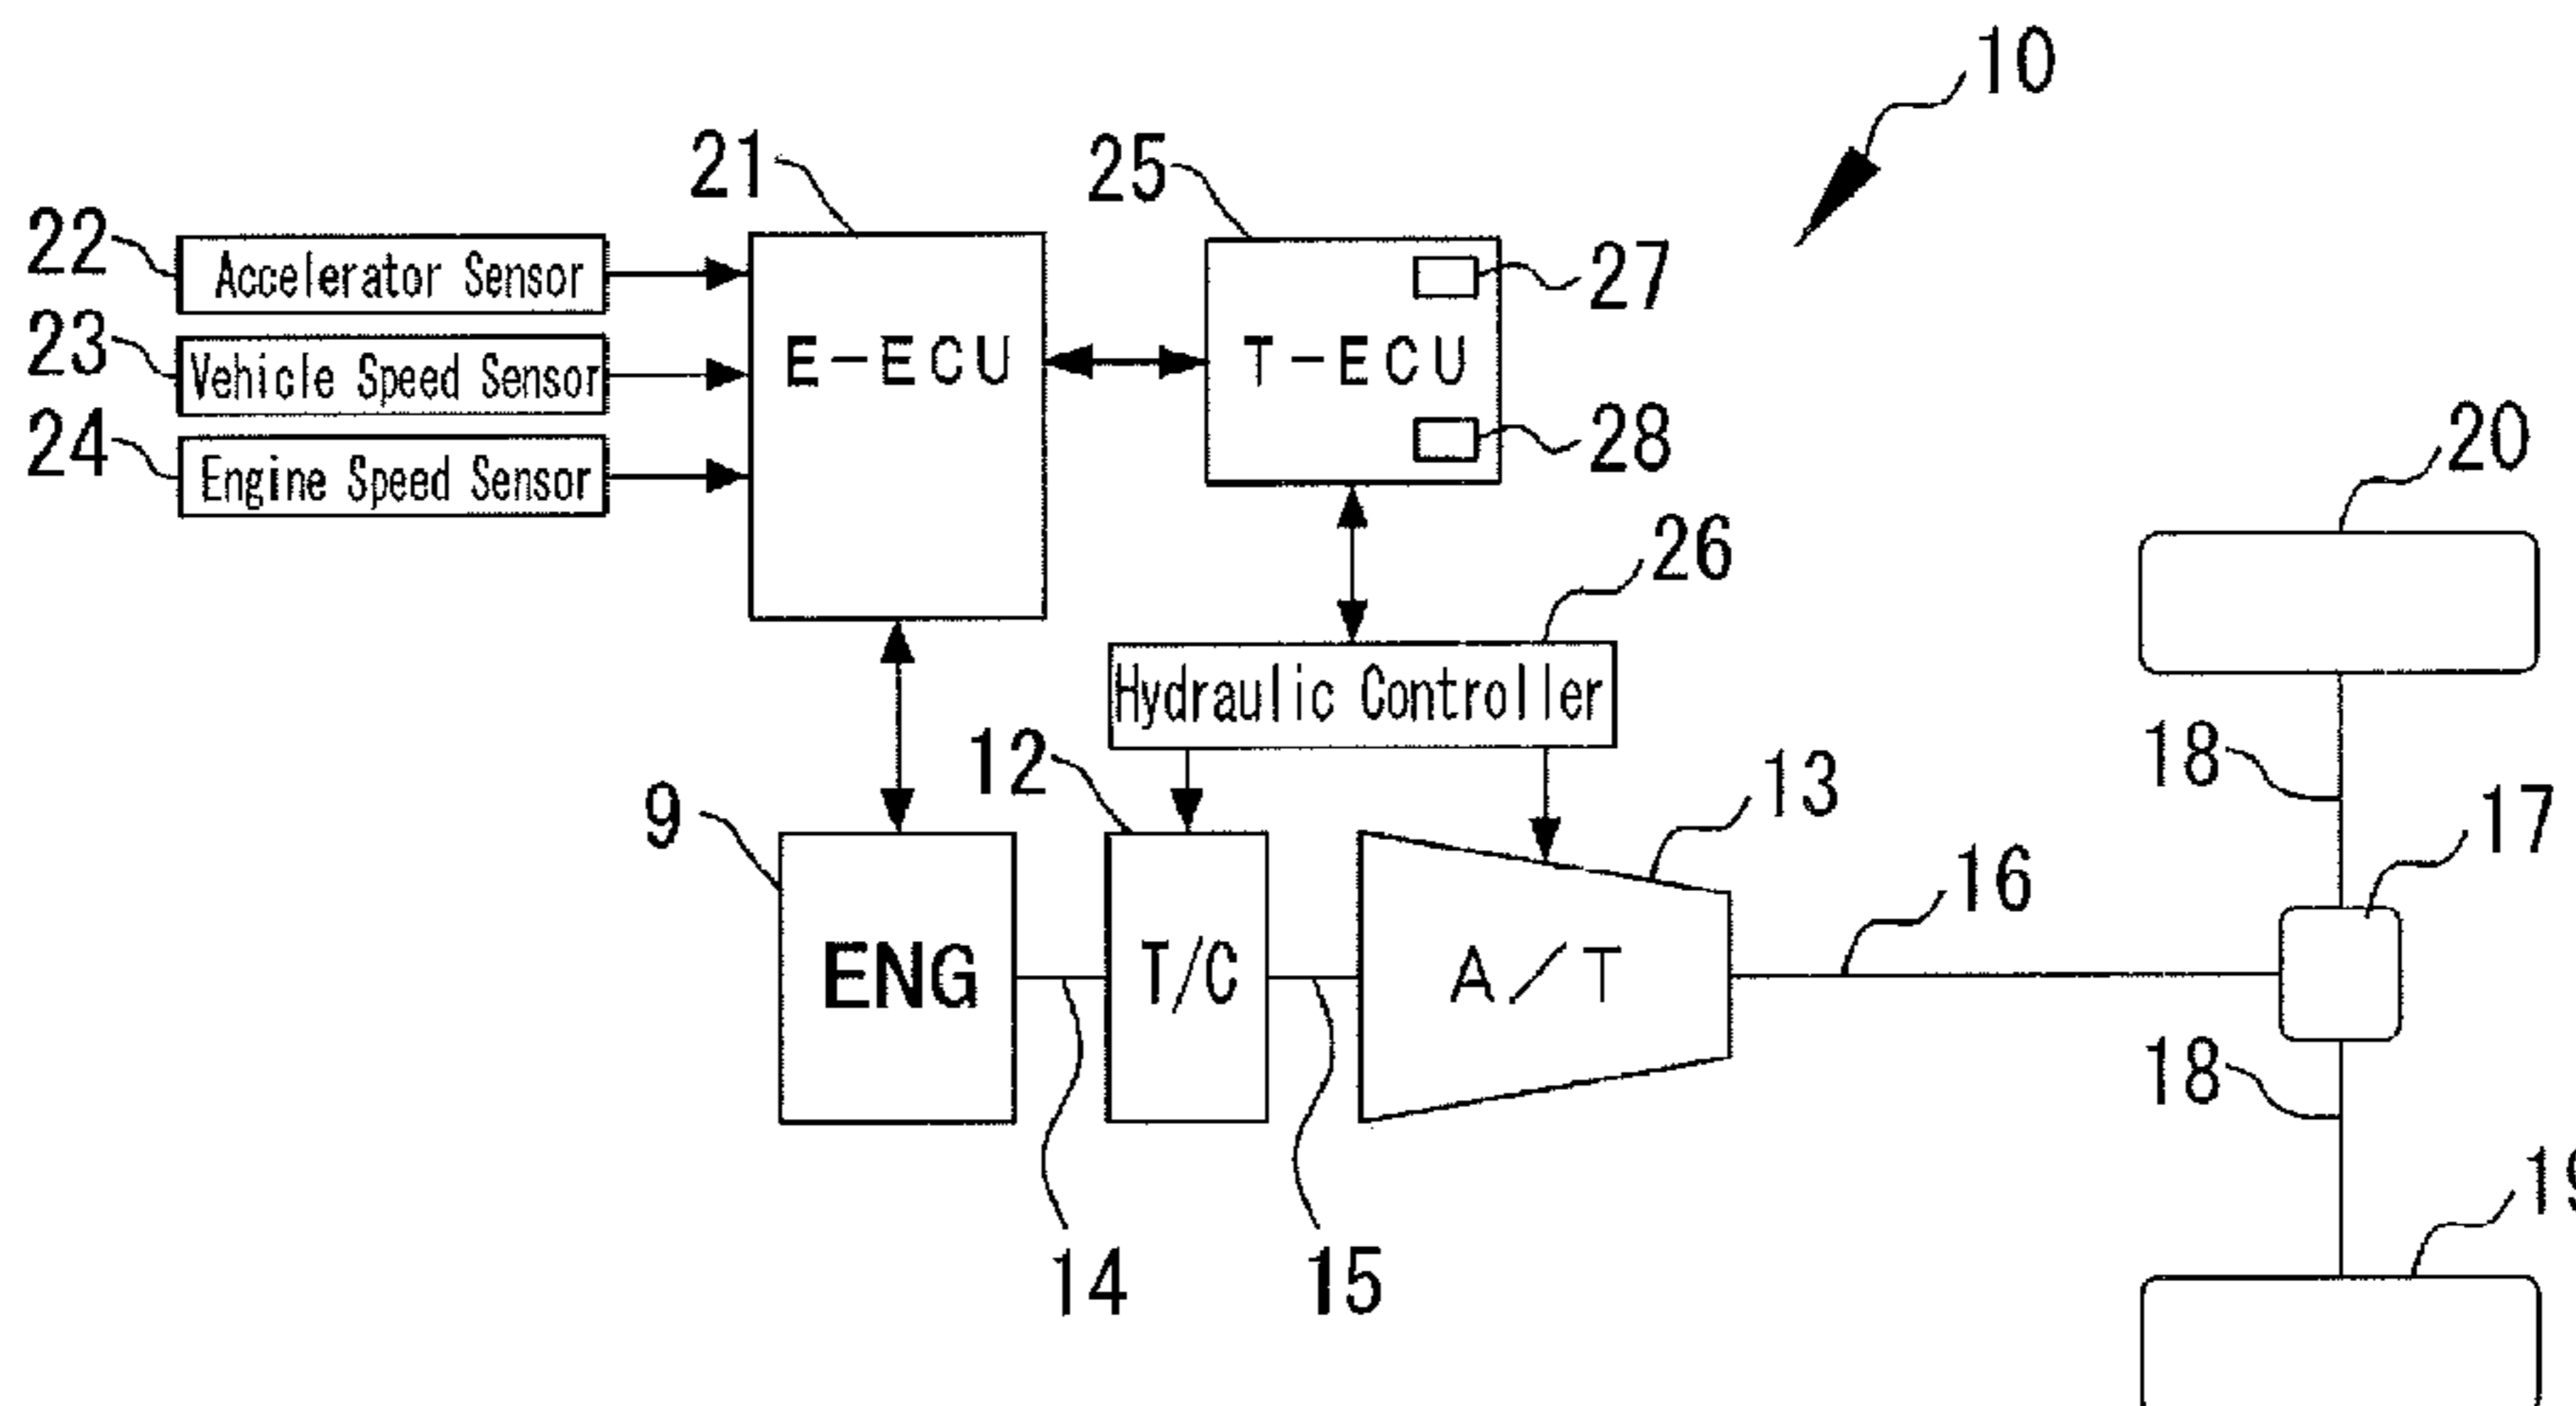 10
21
25
22
Accelerator Sensor
27
23
Vehicle Speed Sensor
E-ECU
T-ECU
24
Engine Speed Sensor
28
20
26
Hydraulic Controller
12
18
9
13
17
ENG
T/C
A/T
16
18
14
15
19